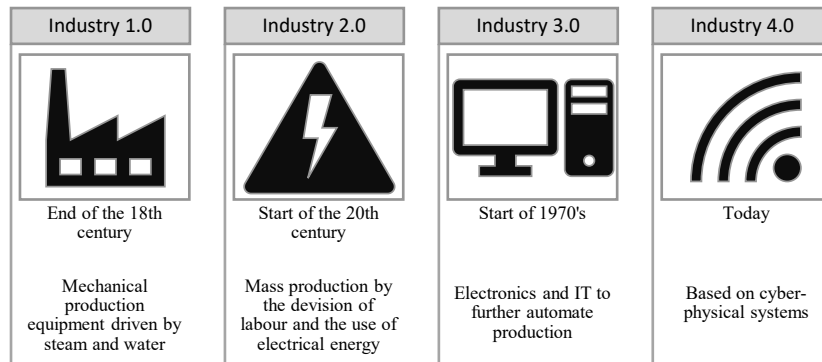 Industry 1.0
End of the 18th
century
Mechanical
production
equipment driven by
steam and water
Industry 2.0
Start of the 20th
century
Mass production by
the devision of
labour and the use of
electrical energy
Industry 3.0
Start of 1970's
Electronics and IT to
further automate
production
Industry 4.0
Today
Based on cyber-
physical systems